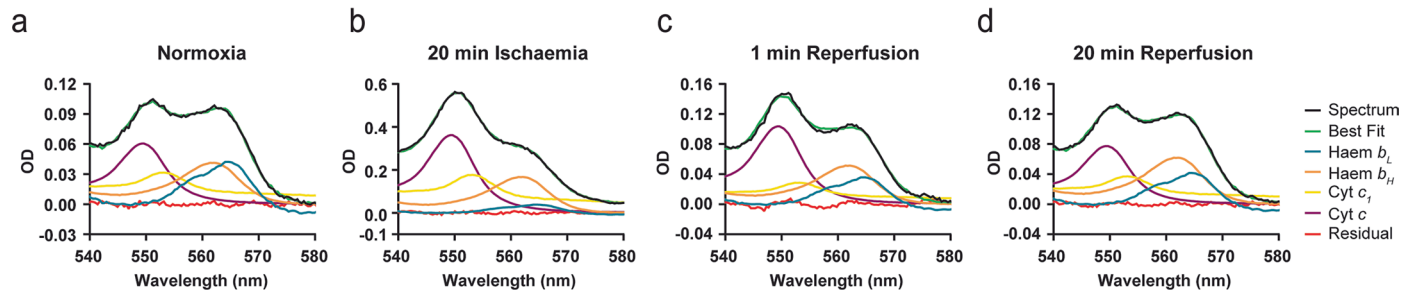 a
Normoxia
0.12
0.09
0.06
0.03
0.00
-0.03
OD
540 550 560 570 580
Wavelength (nm)
b
20 min Ischaemia
0.6
0.4
0.2
0.0
-0.1
OD
540 550 560 570 580
Wavelength (nm)
c
1 min Reperfusion
0.16
0.12
0.08
0.04
0.00
-0.04
OD
540 550 560 570 580
Wavelength (nm)
d
20 min Reperfusion
0.16
0.12
0.08
0.04
0.00
-0.04
OD
540 550 560 570 580
Wavelength (nm)
Spectrum
Best Fit
Haem bL
Haem bH
Cyt c1
Cyt c
Residual